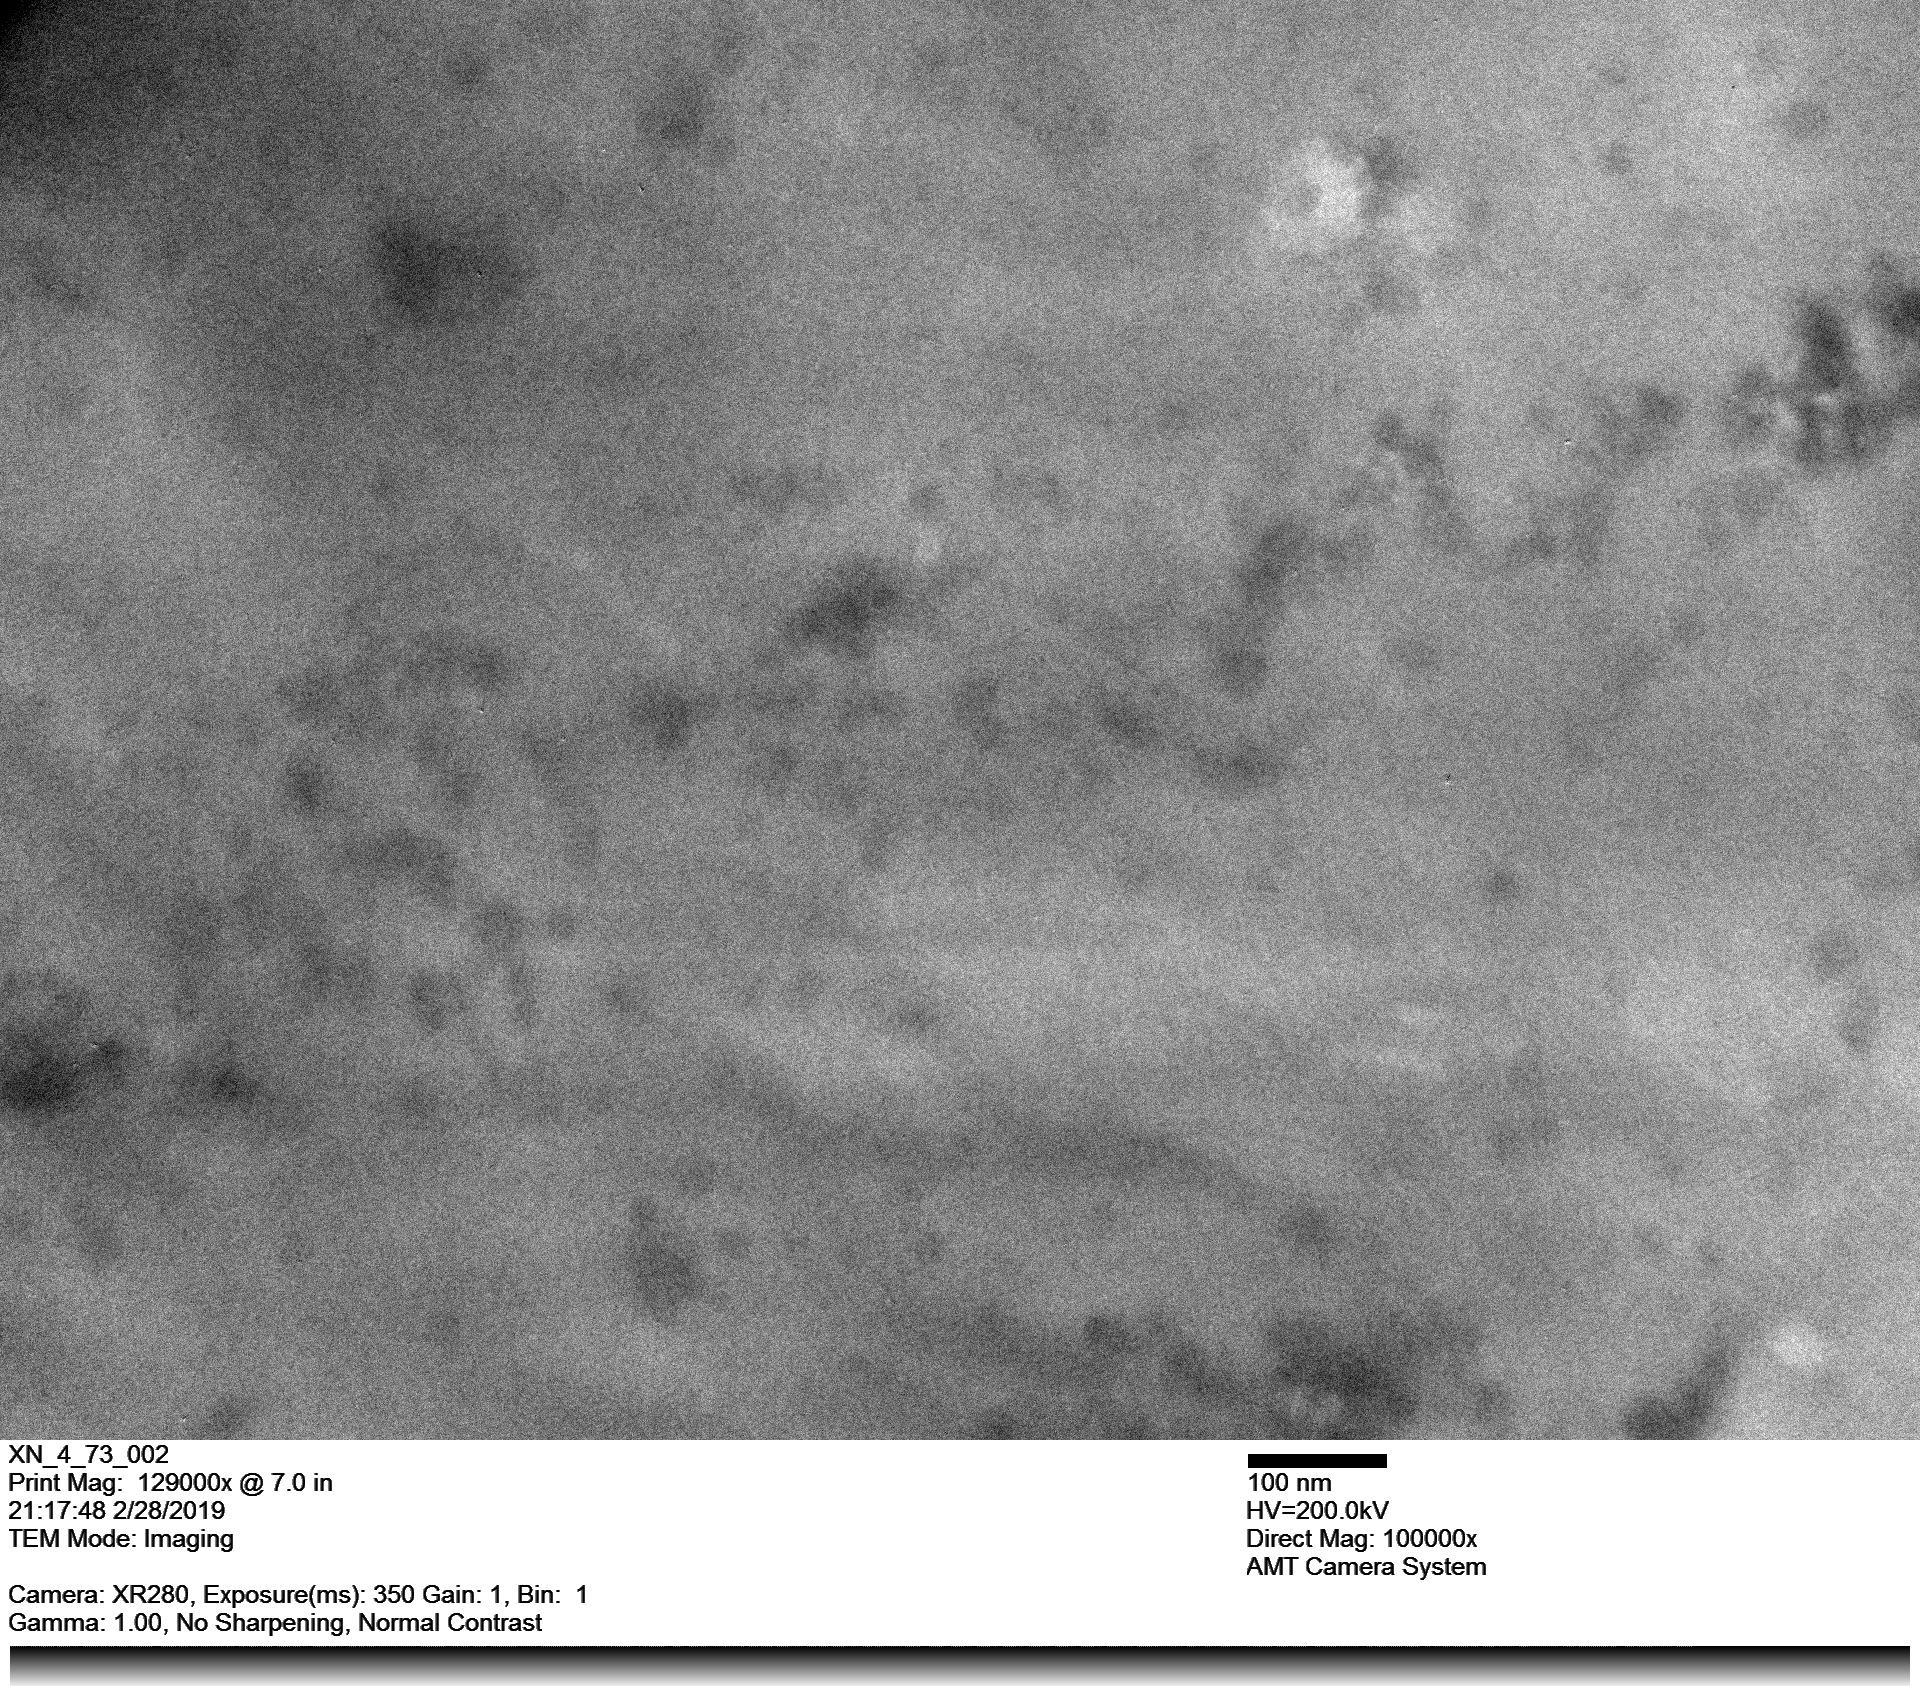 XN_4_73_002
Print Mag:  129000x @ 7.0 in
21:17:48 2/28/2019
TEM Mode: Imaging
Camera: XR280, Exposure(ms): 350 Gain: 1, Bin:  1
Gamma: 1.00, No Sharpening, Normal Contrast
100 nm
HV=200.0kV
Direct Mag: 100000x
AMT Camera System